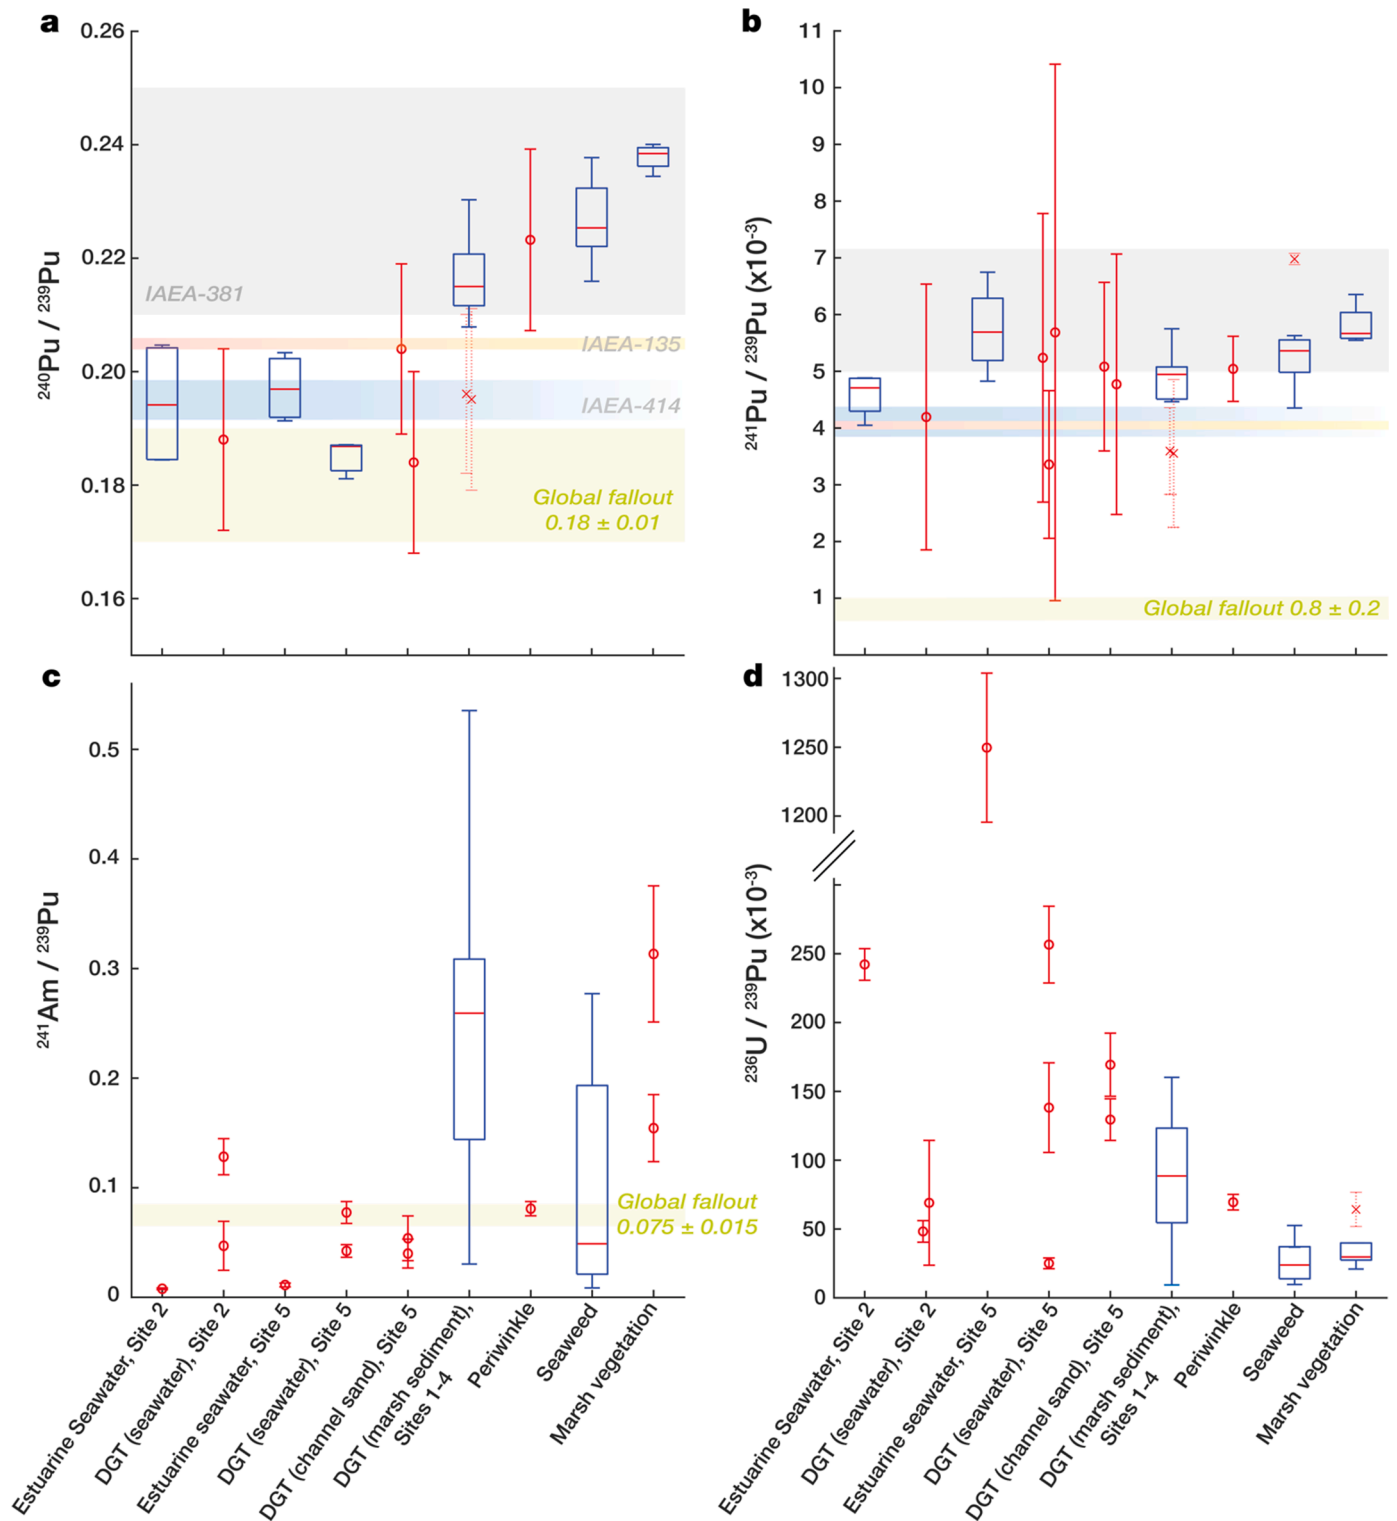 a
0.26
0.24
0.22
0.20
0.18
0.16
240Pu / 239Pu
IAEA-381
IAEA-135
IAEA-414
Global fallout
0.18 ± 0.01
b
11
10
9
8
7
6
5
4
3
2
1
241Pu / 239Pu (x10-3)
Global fallout 0.8 ± 0.2
c
0.5
0.4
0.3
0.2
0.1
0
241Am / 239Pu
Global fallout
0.075 ± 0.015
Estuarine Seawater, Site 2
DGT (seawater), Site 2
Estuarine seawater, Site 5
DGT (seawater), Site 5
DGT (channel sand), Site 5
DGT (marsh sediment),
Sites 1-4
Periwinkle
Seaweed
Marsh vegetation
d
1300
1250
1200
250
200
150
100
50
0
236U / 239Pu (x10-3)
Estuarine Seawater, Site 2
DGT (seawater), Site 2
Estuarine seawater, Site 5
DGT (seawater), Site 5
DGT (channel sand), Site 5
DGT (marsh sediment),
Sites 1-4
Periwinkle
Seaweed
Marsh vegetation